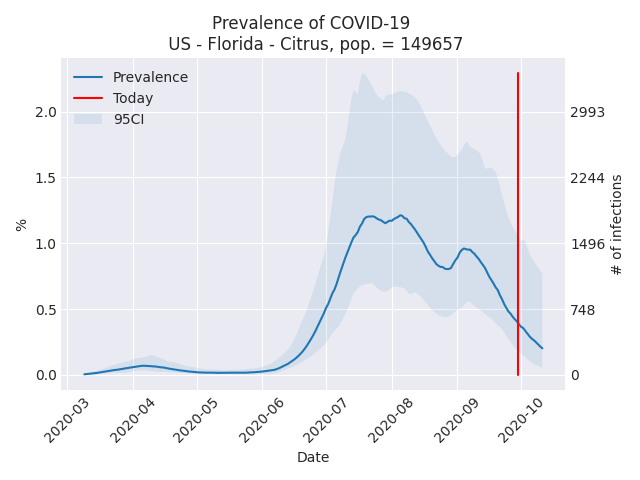 Prevalence of COVID-19
US - Florida - Citrus, pop. = 149657
Prevalence
Today
95CI
2.0
1.5
1.0
0.5
0.0
%
2993
2244
1496
748
0
# of infections
2020-03
2020-04
2020-05
2020-06
2020-07
2020-08
2020-09
2020-10
Date